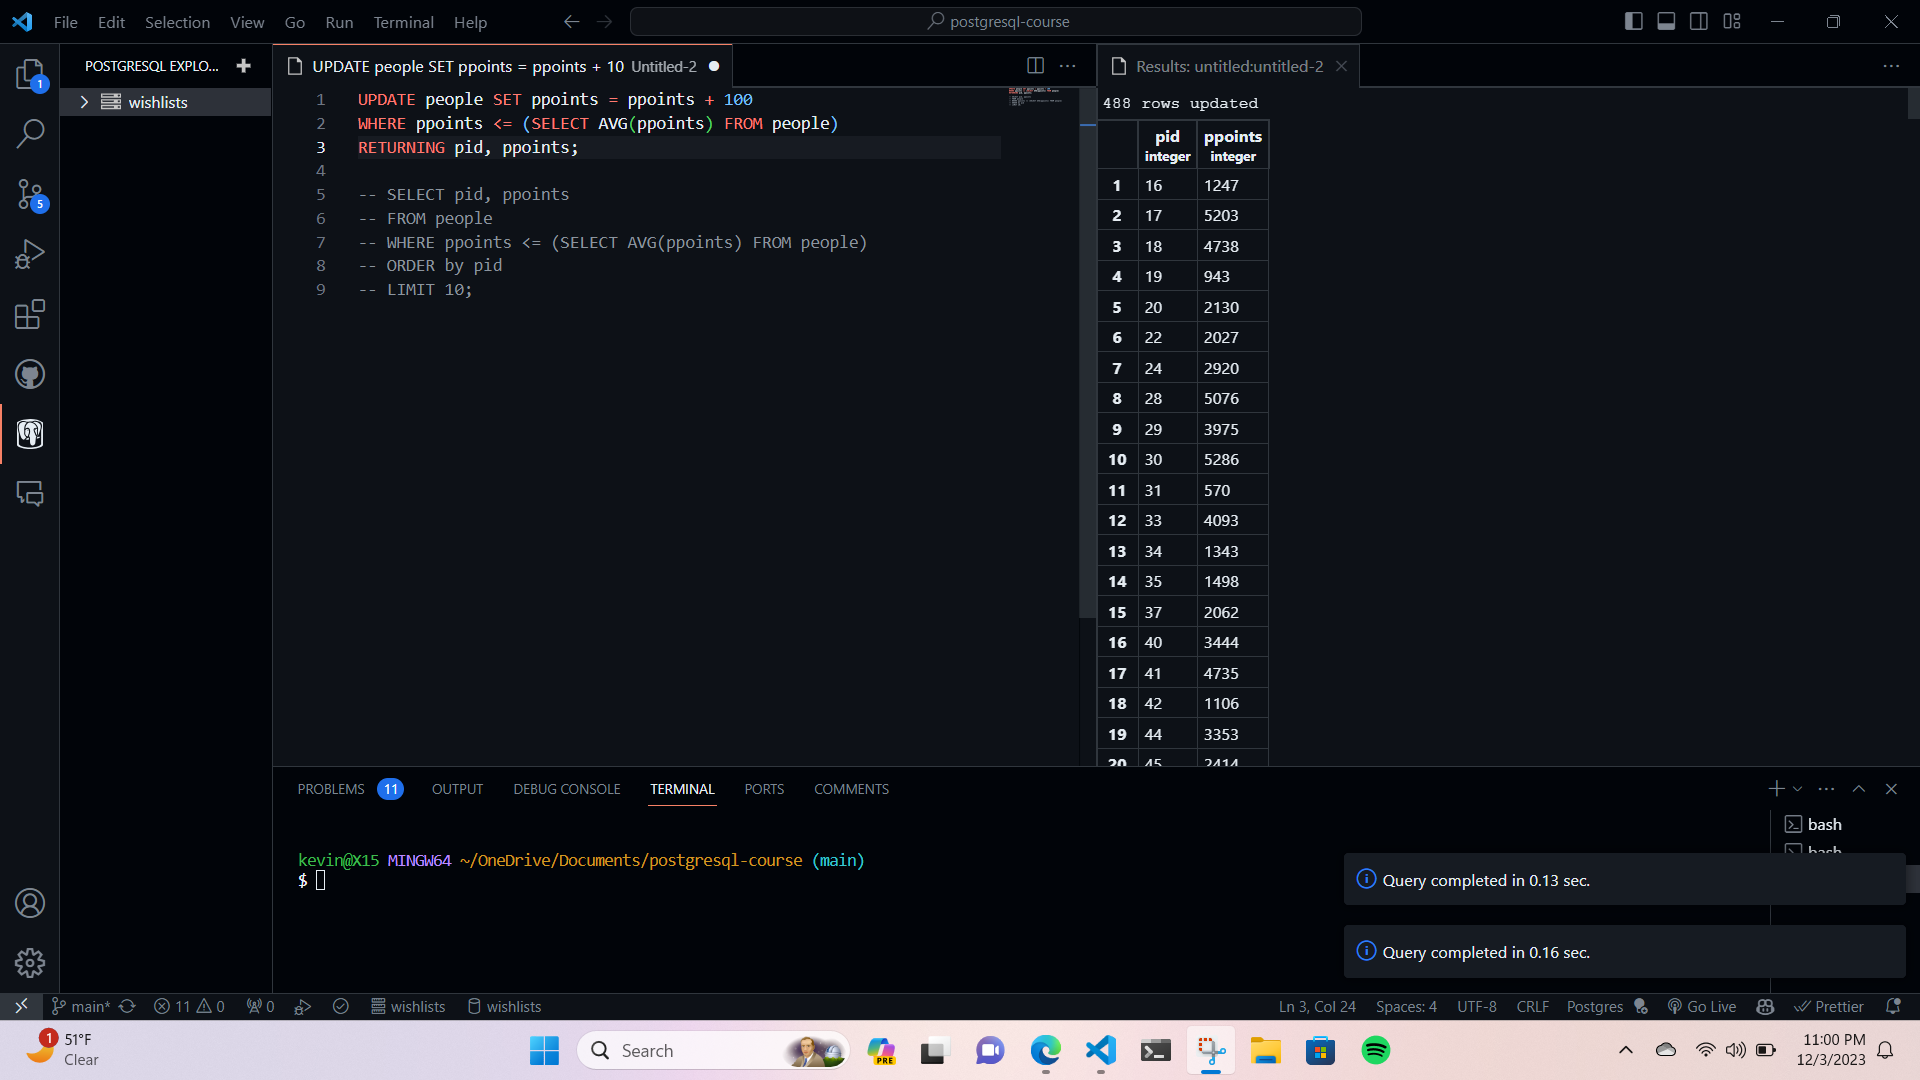 File Edit Selection View Go Run Terminal Help
postgresql-course
POSTGRESQL EXPLO...
wishlists
UPDATE people SET ppoints = ppoints + 10 Untitled-2
1 UPDATE people SET ppoints = ppoints + 100
2 WHERE ppoints <= (SELECT AVG(ppoints) FROM people)
3 RETURNING pid, ppoints;
4
5 -- SELECT pid, ppoints
6 -- FROM people
7 -- WHERE ppoints <= (SELECT AVG(ppoints) FROM people)
8 -- ORDER by pid
9 -- LIMIT 10;
Results: untitled:untitled-2
488 rows updated
pid ppoints
integer integer
1 16 1247
2 17 5203
3 18 4738
4 19 943
5 20 2130
6 22 2027
7 24 2920
8 28 5076
9 29 3975
10 30 5286
11 31 570
12 33 4093
13 34 1343
14 35 1498
15 37 2062
16 40 3444
17 41 4735
18 42 1106
19 44 3353
20 45 2414
1
5
PROBLEMS 11 OUTPUT DEBUG CONSOLE TERMINAL PORTS COMMENTS
kevin@X15 MINGW64 ~/OneDrive/Documents/postgresql-course (main)
$
bash
bash
Query completed in 0.13 sec.
Query completed in 0.16 sec.
main* 11 0 0 wishlists wishlists
Ln 3, Col 24 Spaces: 4 UTF-8 CRLF Postgres Go Live Prettier
1
51°F
Clear
Search
PRE
11:00 PM
12/3/2023